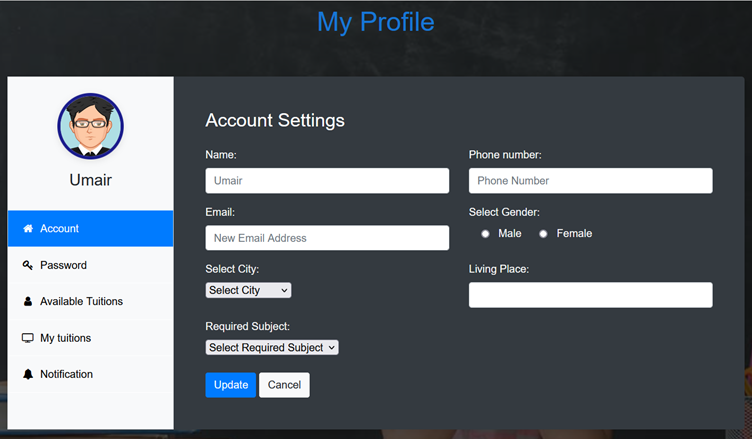 My Profile
Umair
Account
Password
Available Tuitions
My tuitions
Notification
Account Settings
Name:
Umair
Phone number:
Phone Number
Email:
New Email Address
Select Gender:
Male
Female
Select City:
Select City
Living Place:
Required Subject:
Select Required Subject
Update
Cancel